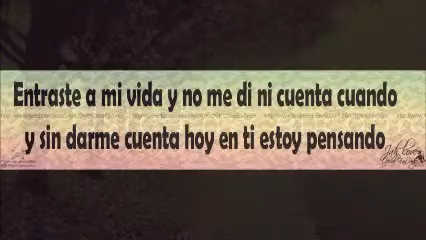 Entraste a mi vida y no me di ni cuenta cuando
y sin darme cuenta hoy en ti estoy pensando